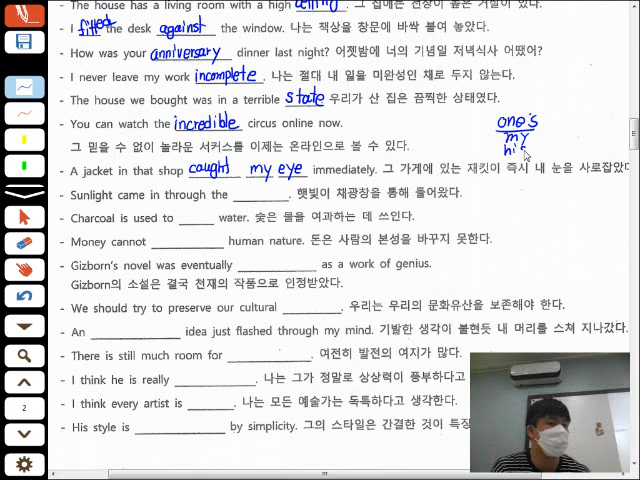 The house has a living room with a high ceiling. 그 집에는 천장이 높은 거실이 있다.
- I fitted the desk against the window. 나는 책상을 창문에 바싹 붙여 놓았다.
- How was your anniversary dinner last night? 어젯밤에 너의 기념일 저녁식사 어땠어?
- I never leave my work incomplete. 나는 절대 내 일을 미완성인 채로 두지 않는다.
- The house we bought was in a terrible state 우리가 산 집은 끔찍한 상태였다.
- You can watch the incredible circus online now.
그 믿을 수 없이 놀라운 서커스를 이제는 온라인으로 볼 수 있다.
one's
my
hi
- A jacket in that shop caught my eye immediately. 그 가게에 있는 재킷이 즉시 내 눈을 사로잡았다
- Sunlight came in through the __________. 햇빛이 채광창을 통해 들어왔다.
- Charcoal is used to _______ water. 숯은 물을 여과하는 데 쓰인다.
- Money cannot _____________ human nature. 돈은 사람의 본성을 바꾸지 못한다.
- Gizborn's novel was eventually ______________ as a work of genius.
Gizborn의 소설은 결국 천재의 작품으로 인정받았다.
- We should try to preserve our cultural __________. 우리는 우리의 문화유산을 보존해야 한다.
- An ______________ idea just flashed through my mind. 기발한 생각이 불현듯 내 머리를 스쳐 지나갔다.
- There is still much room for ______________. 여전히 발전의 여지가 많다.
- I think he is really ______________. 나는 그가 정말로 상상력이 풍부하다고
- I think every artist is ________. 나는 모든 예술가는 독특하다고 생각한다.
- His style is ________________ by simplicity. 그의 스타일은 간결한 것이 특징
2